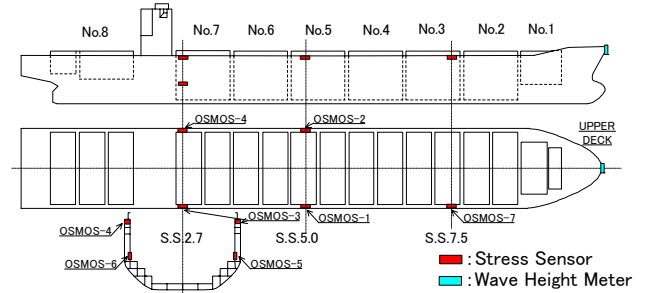 No.8 No.7 No.6 No.5 No.4 No.3 No.2 No.1
OSMOS-4 OSMOS-2
UPPER
DECK
OSMOS-4 OSMOS-3 OSMOS-1 OSMOS-7
S.S.2.7 S.S.5.0 S.S.7.5
OSMOS-6 OSMOS-5
: Stress Sensor
: Wave Height Meter